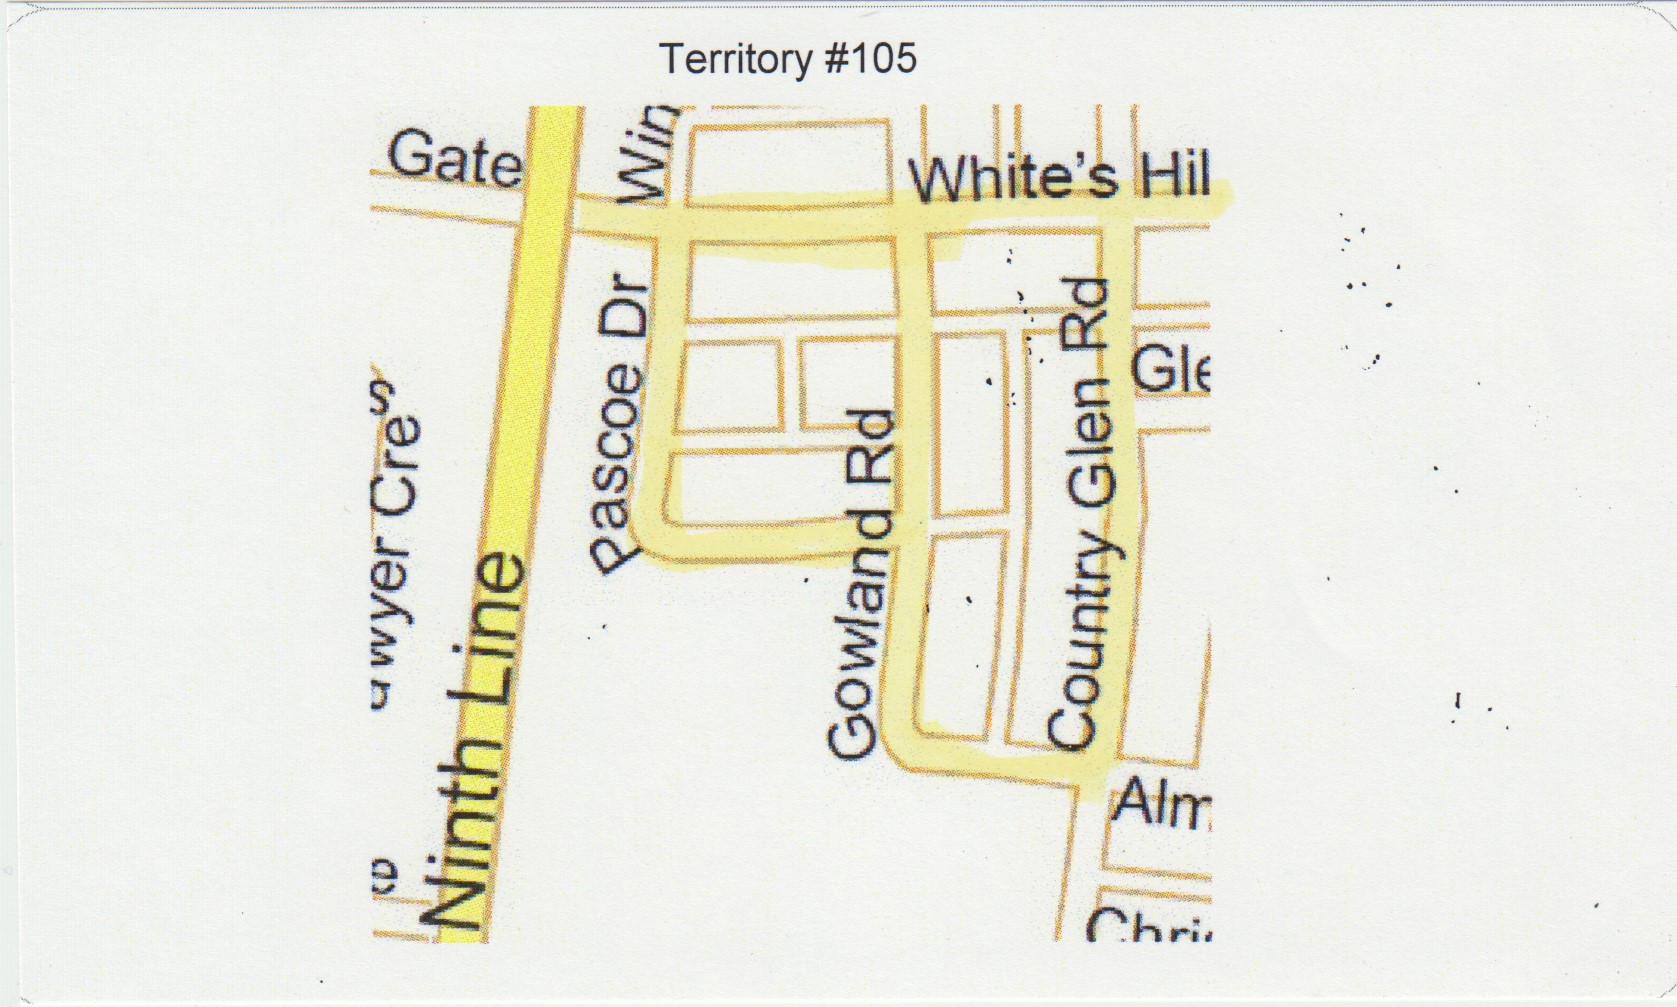 Territory #105
Gate
Win
White's Hil
Pascoe Dr
Gle
Gowland Rd
Country Glen Rd
awyer Cre
s
Ninth Line
Alm
Chri